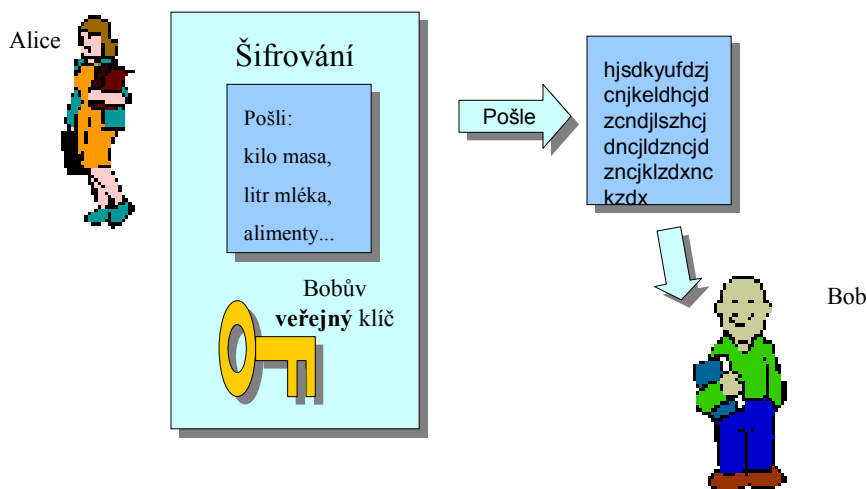 Alice
Šifrování
Pošli:
kilo masa,
litr mléka,
alimenty...
Bobův
veřejný klíč
Pošle
hjsdkyufdzj
cnjkeldhcjd
zcndjlszhcj
dncjldzncjd
zncjklzdxnc
kzdx
Bob